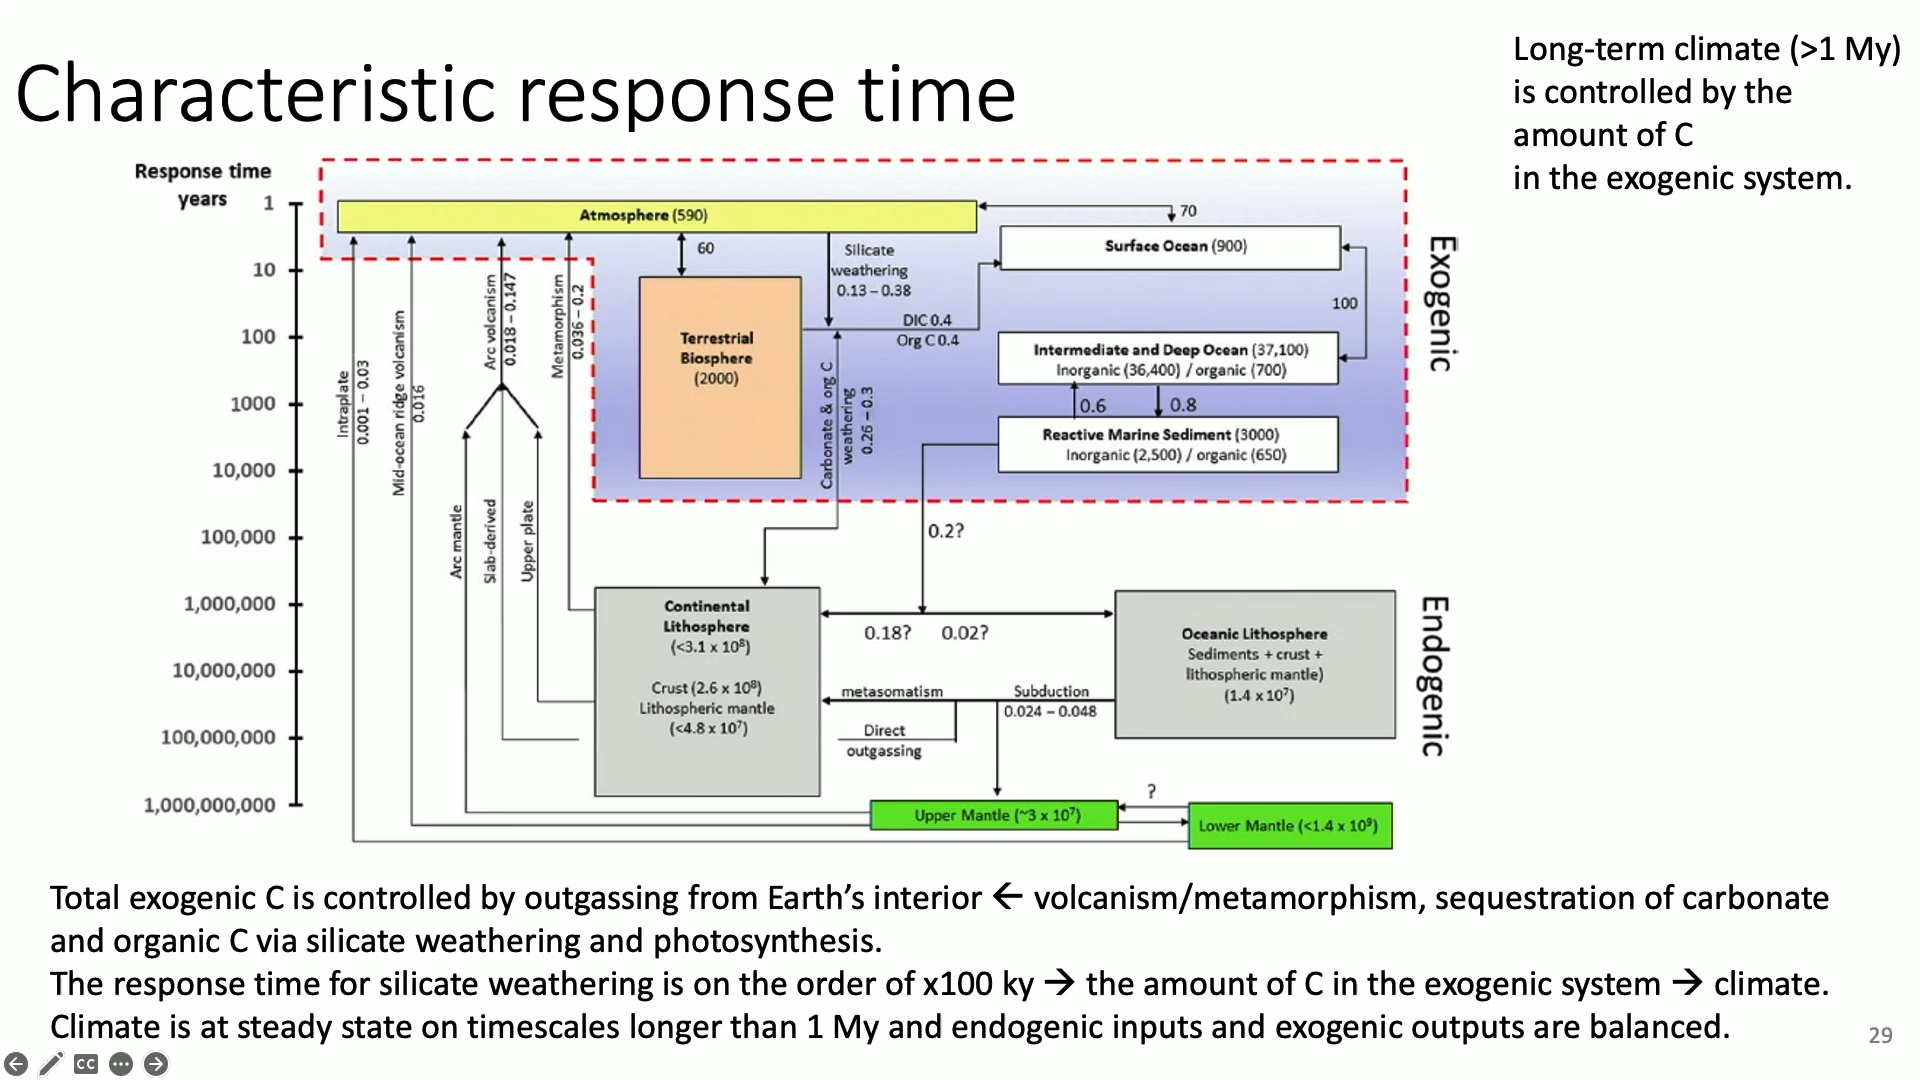 Characteristic response time
Long-term climate (>1 My)
is controlled by the
amount of C
in the exogenic system.
Response time
years
1
10
100
1000
10,000
100,000
1,000,000
10,000,000
100,000,000
1,000,000,000
Atmosphere (590)
70
Surface Ocean (900)
60
Silicate
weathering
0.13 – 0.38
100
Terrestrial
Biosphere
(2000)
DIC 0.4
Org C 0.4
Intermediate and Deep Ocean (37,100)
Inorganic (36,400) / organic (700)
0.6
0.8
Reactive Marine Sediment (3000)
Inorganic (2,500) / organic (650)
Carbonate & org C
weathering
0.26 – 0.3
Intraplate
0.001 – 0.03
Mid-ocean ridge volcanism
0.016
Arc volcanism
0.018 – 0.147
Metamorphism
0.036 – 0.2
Arc mantle
Slab-derived
Upper plate
Exogenic
0.2?
Continental
Lithosphere
(<3.1 x 10⁸)
Crust (2.6 x 10⁸)
Lithospheric mantle
(<4.8 x 10⁷)
0.18?
0.02?
Oceanic Lithosphere
Sediments + crust +
lithospheric mantle)
(1.4 x 10⁷)
metasomatism
Subduction
0.024 – 0.048
Direct
outgassing
Endogenic
?
Upper Mantle (~3 x 10⁷)
Lower Mantle (<1.4 x 10⁹)
Total exogenic C is controlled by outgassing from Earth’s interior ← volcanism/metamorphism, sequestration of carbonate
and organic C via silicate weathering and photosynthesis.
The response time for silicate weathering is on the order of x100 ky → the amount of C in the exogenic system → climate.
Climate is at steady state on timescales longer than 1 My and endogenic inputs and exogenic outputs are balanced.
29
CC